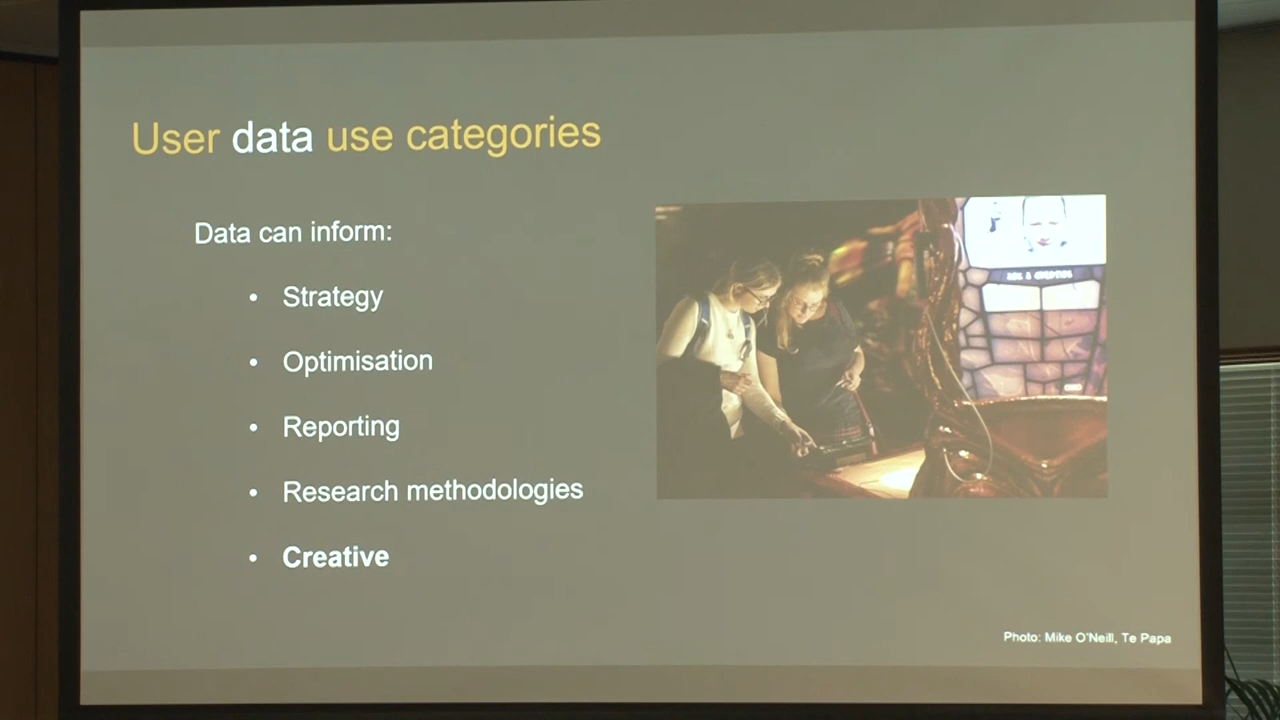 User data use categories
Data can inform:
• Strategy
• Optimisation
• Reporting
• Research methodologies
• Creative
Photo: Mike O'Neill, Te Papa